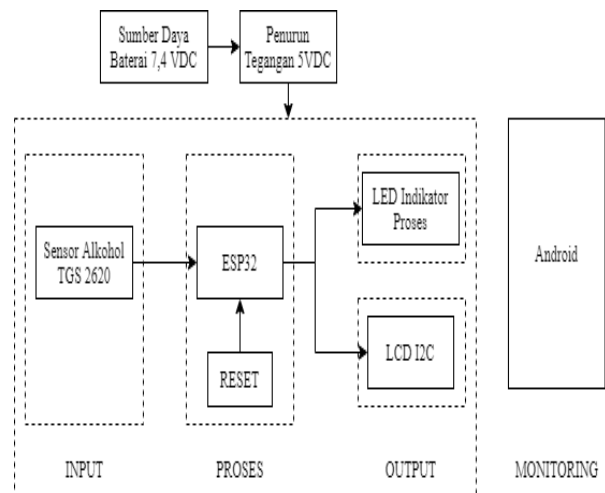 Sumber Daya
Baterai 7,4 VDC
Penurun
Tegangan 5VDC
Sensor Alkohol
TGS 2620
ESP32
RESET
LED Indikator
Proses
LCD I2C
Android
INPUT
PROSES
OUTPUT
MONITORING